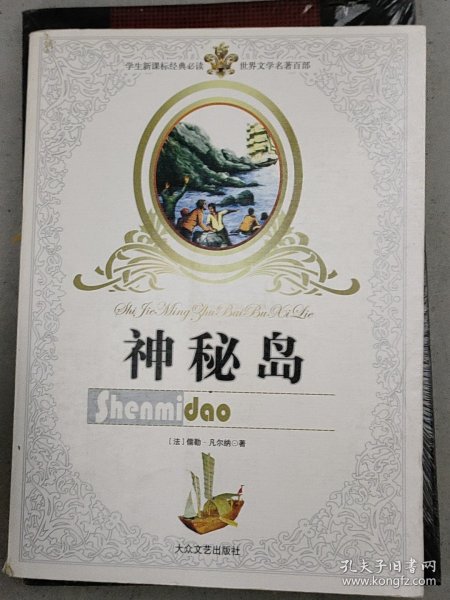 学生新课标经典必读 世界文学名著百部
Shi Jie Ming Zhu Bai Bu Xi Lie
神秘岛
Shenmidao
[法] 儒勒-凡尔纳⊙著
大众文艺出版社
孔夫子旧书网
www.kongfz.com